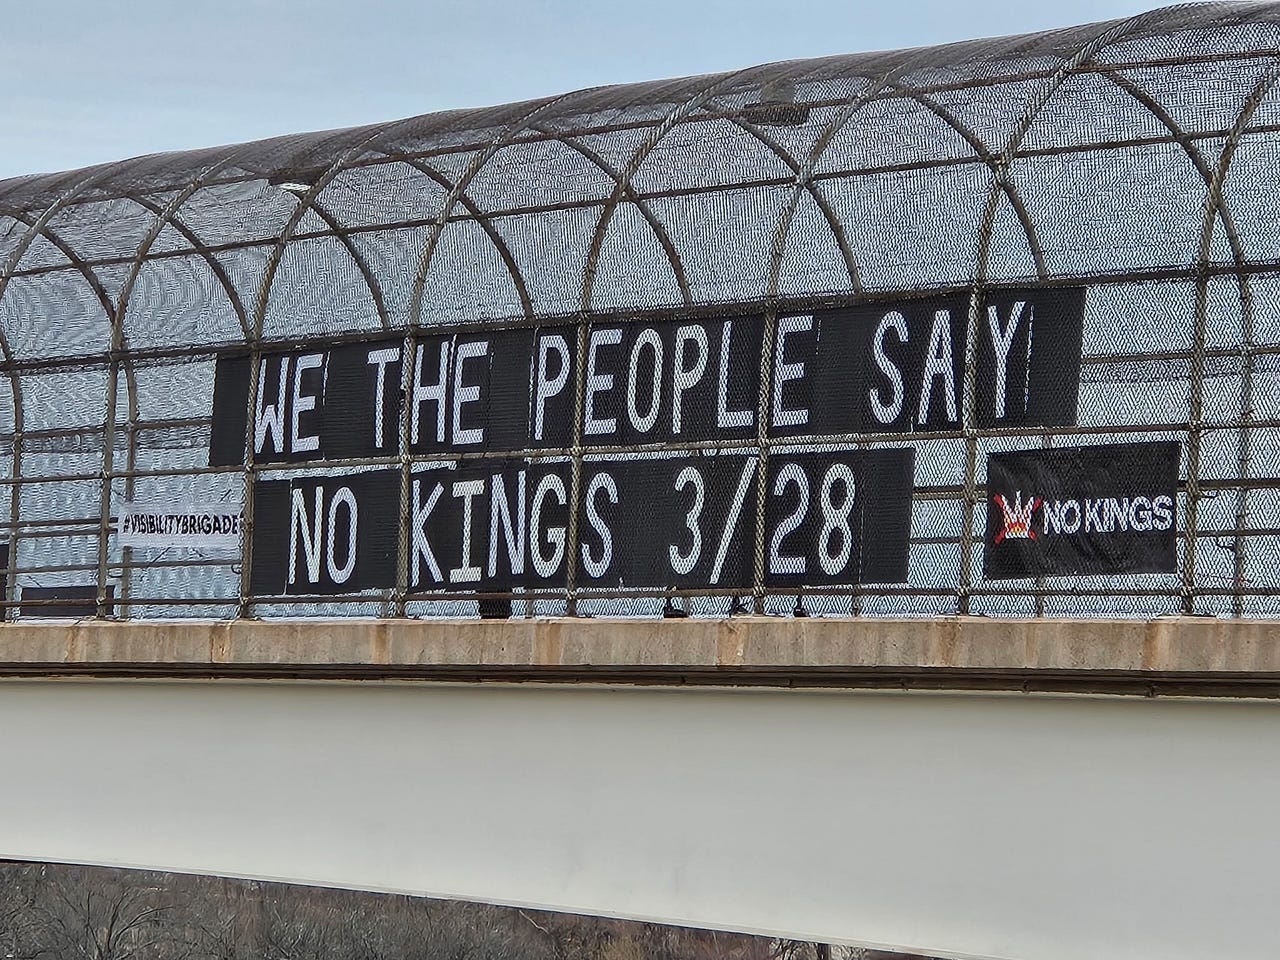 WE THE PEOPLE SAY
NO KINGS 3/28
#VISIBILITYBRIGADE
NO KINGS